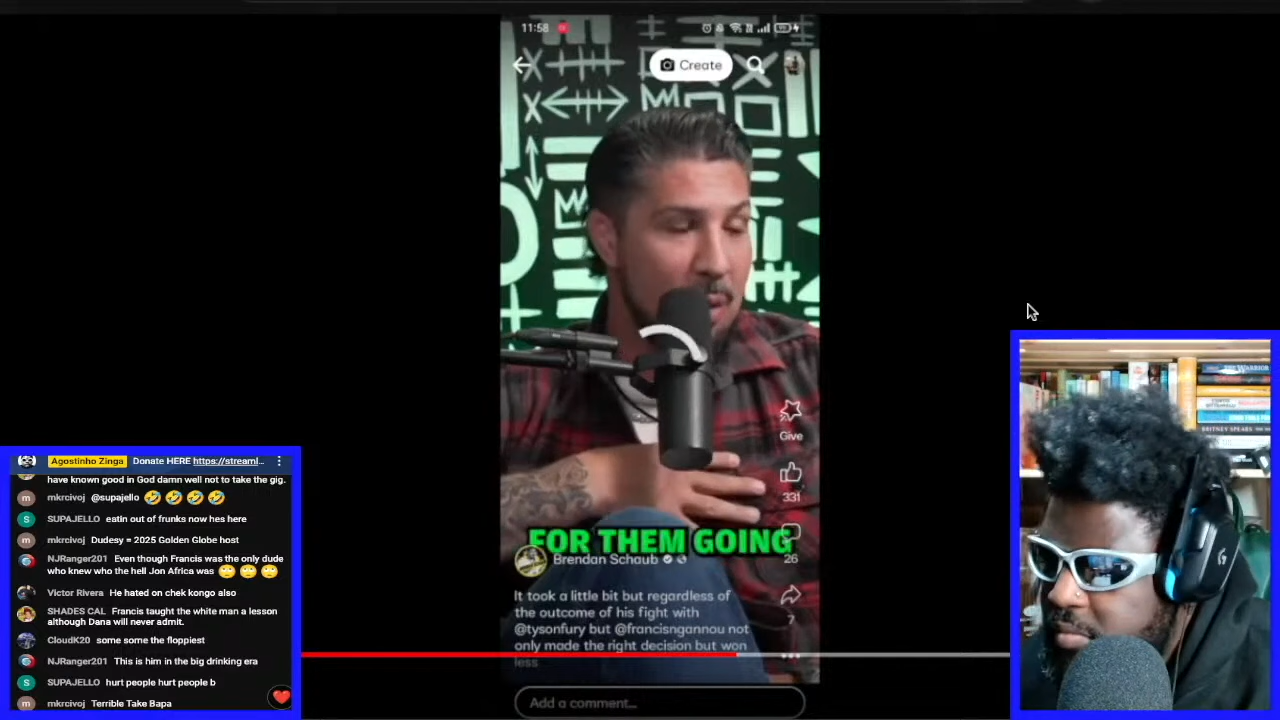 11:58
Create
Give
331
FOR THEM GOING
26
Brendan Schaub
It took a little bit but regardless of
the outcome of his fight with
@tysonfury but @francisngannou not
only made the right decision but won
less
7
Add a comment...
Agostinho Zinga Donate HERE https://streaml...
have known good in God damn well not to take the gig.
mkrcivoj @supajello 🤣 🤣 🤣 🤣
SUPAJELLO eatin out of frunks now hes here
mkrcivoj Dudesy = 2025 Golden Globe host
NJRanger201 Even though Francis was the only dude
who knew who the hell Jon Africa was 🙄 🙄 🙄
Victor Rivera He hated on chek kongo also
SHADES CAL Francis taught the white man a lesson
although Dana will never admit.
CloudK20 some some the floppiest
NJRanger201 This is him in the big drinking era
SUPAJELLO hurt people hurt people b
mkrcivoj Terrible Take Bapa
BRITNEY SPEARS